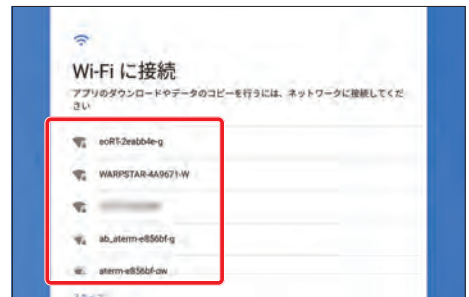 Wi-Fi に接続
アプリのダウンロードやデータのコピーを行うには、ネットワークに接続してくだ
さい
eoRT-2eabb4e-g
WARPSTAR-4A9671-W
ab_aterm-e856bf-g
aterm-e856bf-aw